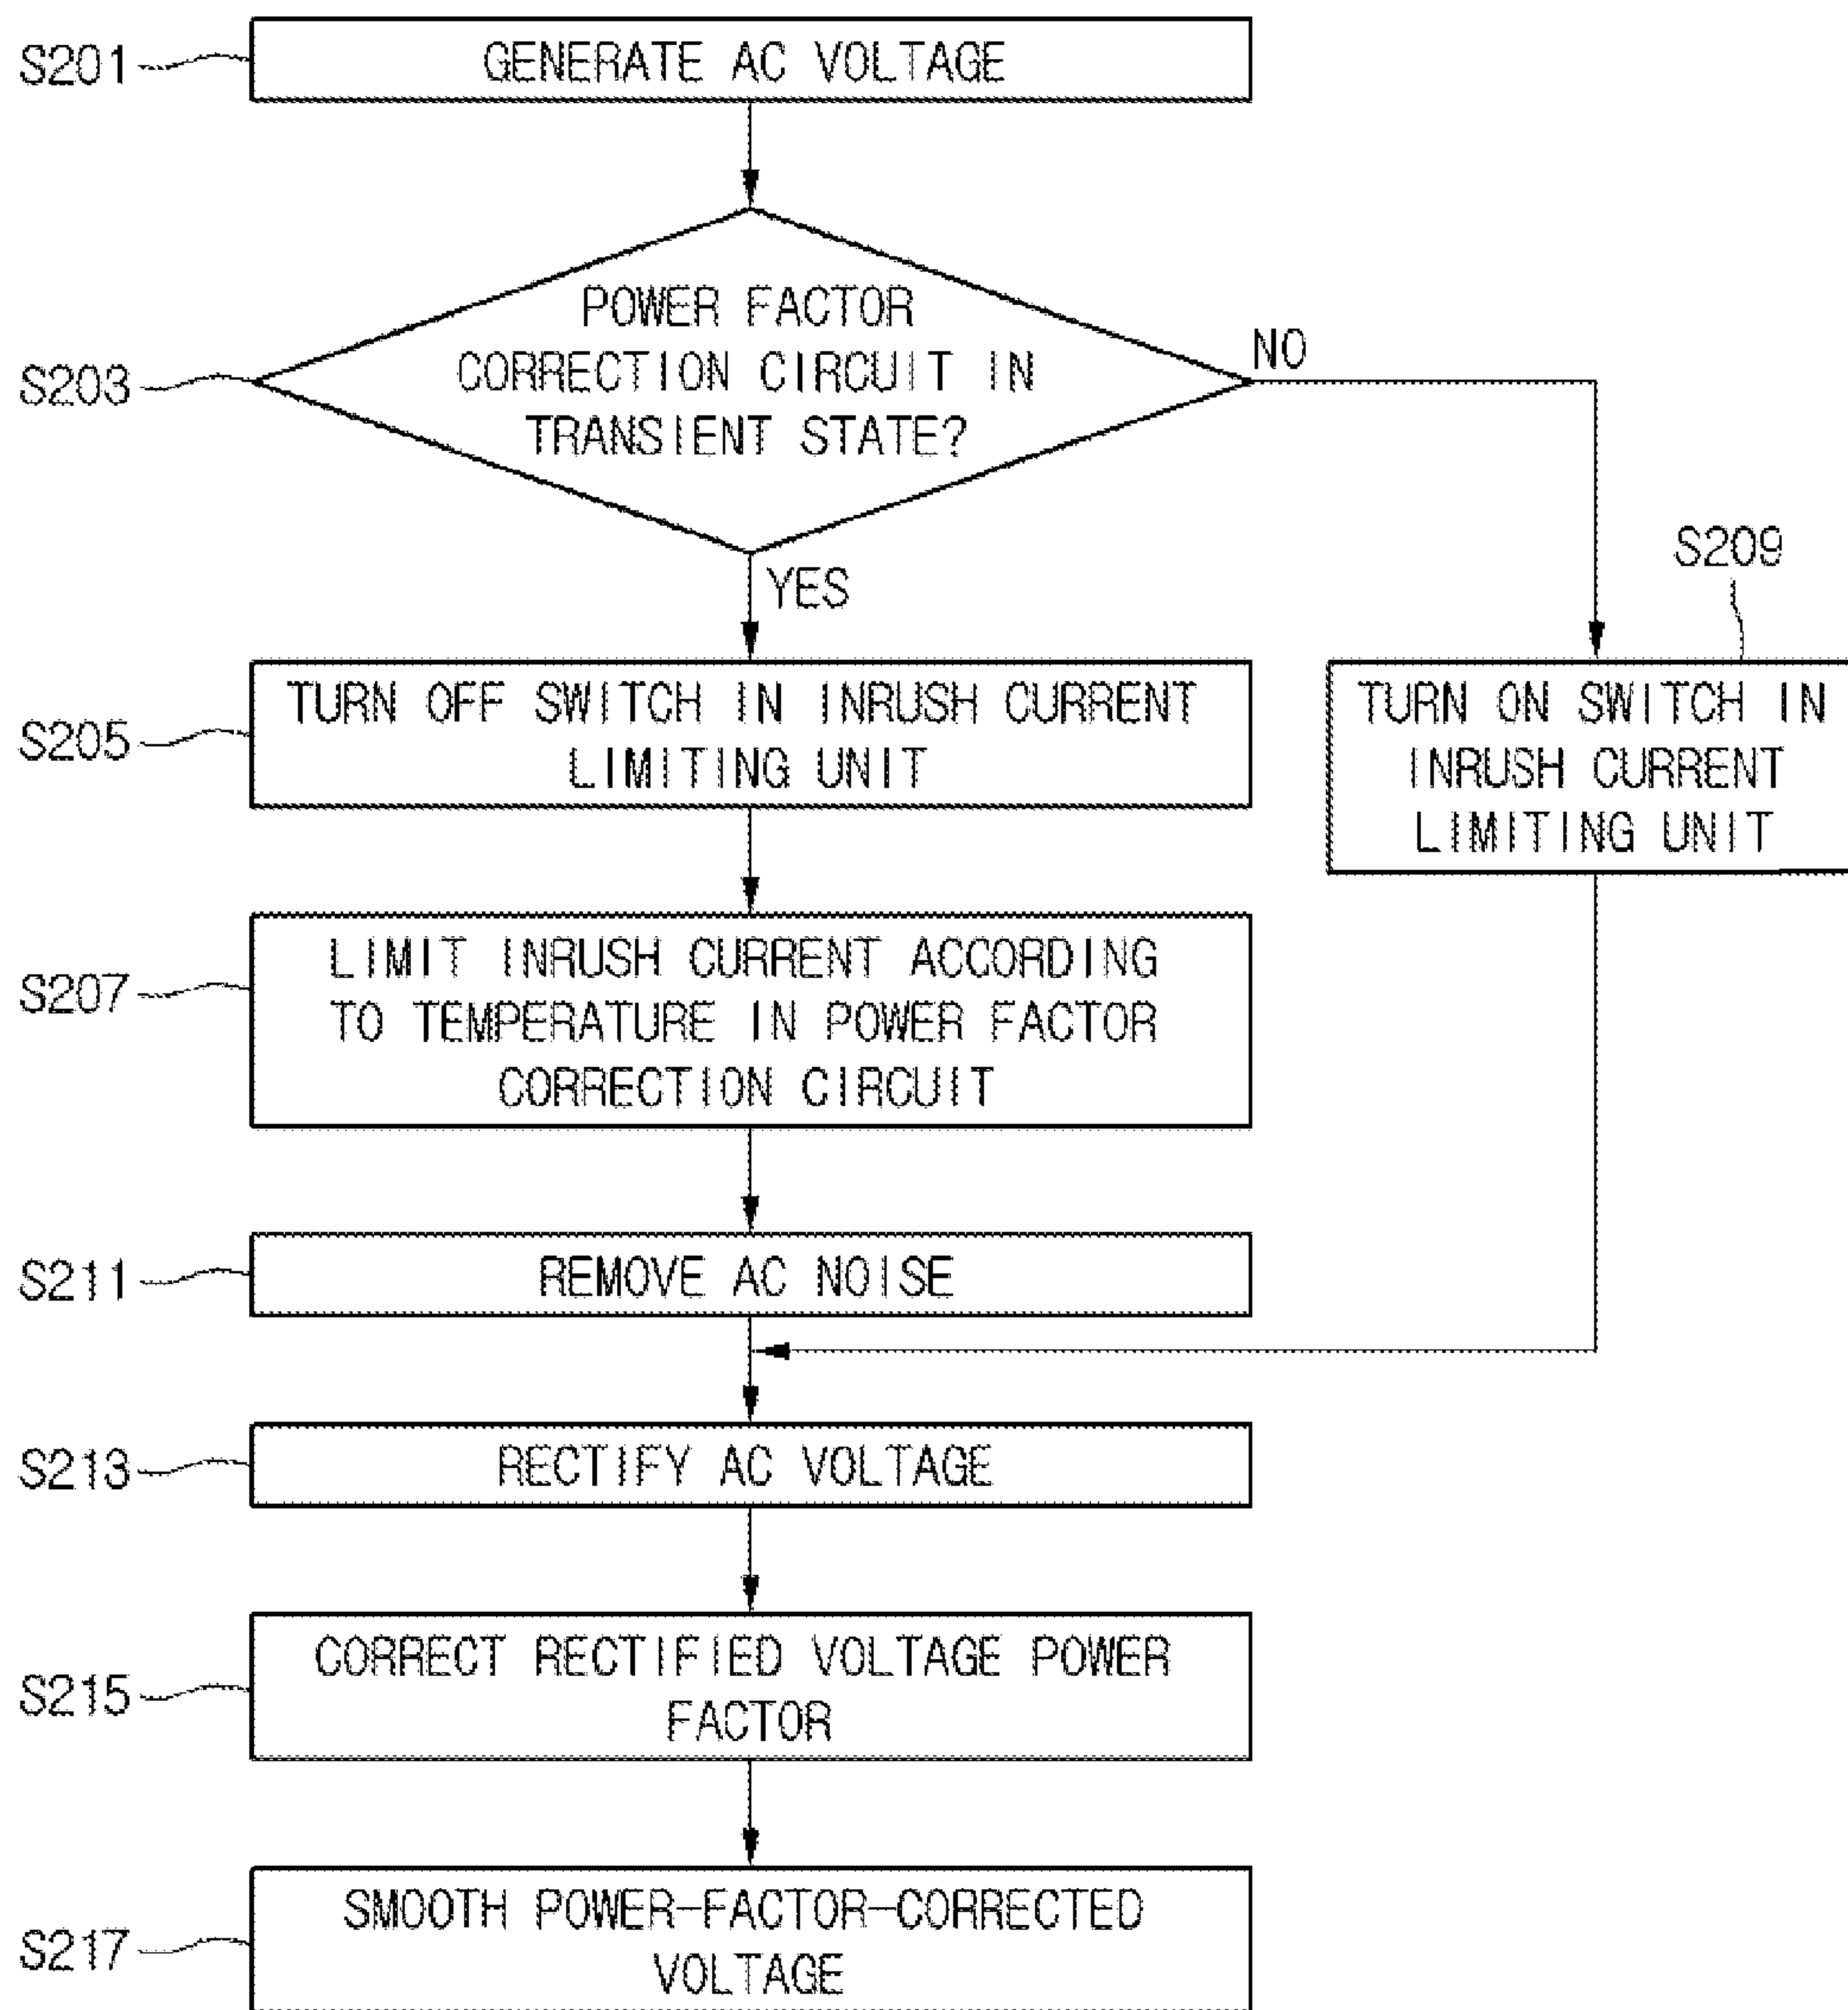 S201
GENERATE AC VOLTAGE
S203
POWER FACTOR
CORRECTION CIRCUIT IN
TRANSIENT STATE?
NO
YES
S205
TURN OFF SWITCH IN INRUSH CURRENT
LIMITING UNIT
S209
TURN ON SWITCH IN
INRUSH CURRENT
LIMITING UNIT
S207
LIMIT INRUSH CURRENT ACCORDING
TO TEMPERATURE IN POWER FACTOR
CORRECTION CIRCUIT
S211
REMOVE AC NOISE
S213
RECTIFY AC VOLTAGE
S215
CORRECT RECTIFIED VOLTAGE POWER
FACTOR
S217
SMOOTH POWER-FACTOR-CORRECTED
VOLTAGE